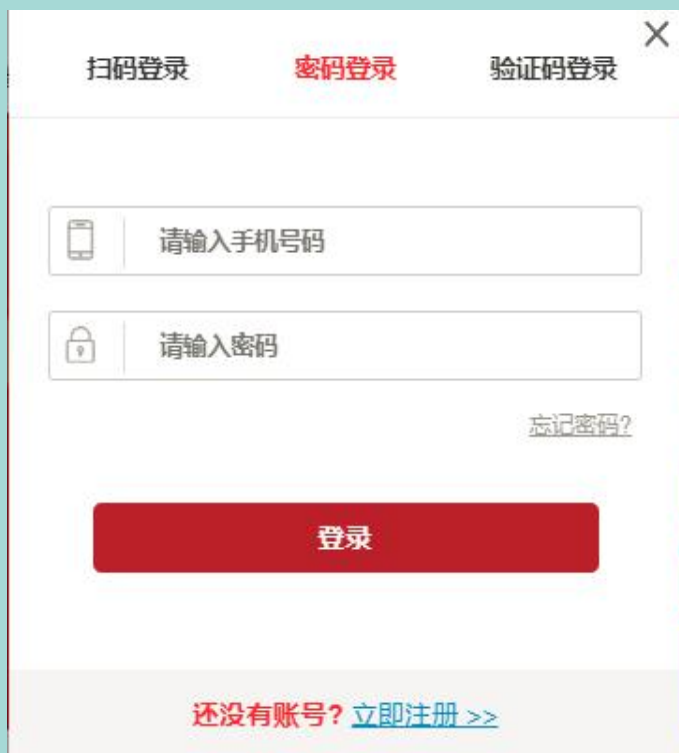 扫码登录 密码登录 验证码登录
请输入手机号码
请输入密码
忘记密码?
登录
还没有账号? 立即注册 >>